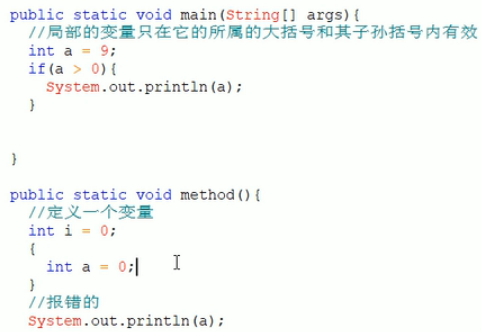 public static void main(String[] args){
//局部的变量只在它的所属的大括号和其子孙括号内有效
int a = 9;
if(a > 0){
System.out.println(a);
}
}
public static void method(){
//定义一个变量
int i = 0;
{
int a = 0;
}
//报错的
System.out.println(a);